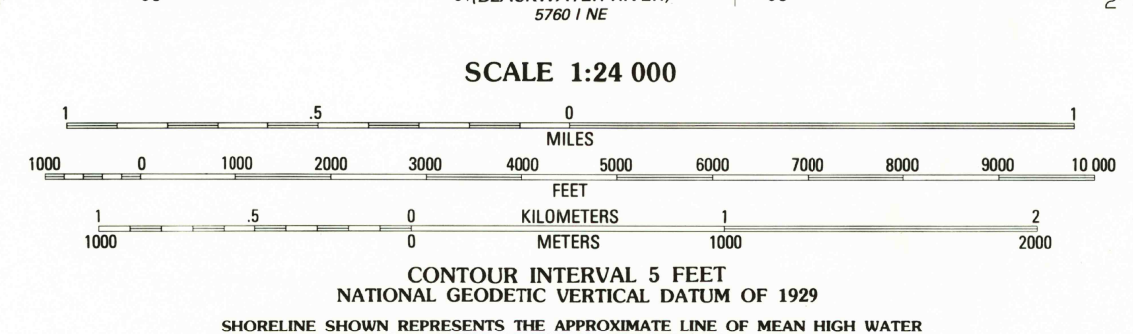 5760 I NE
2
SCALE 1:24 000
1 .5 0 1
MILES
1000 0 1000 2000 3000 4000 5000 6000 7000 8000 9000 10 000
FEET
1 .5 0 KILOMETERS 1 2
1000 0 METERS 1000 2000
CONTOUR INTERVAL 5 FEET
NATIONAL GEODETIC VERTICAL DATUM OF 1929
SHORELINE SHOWN REPRESENTS THE APPROXIMATE LINE OF MEAN HIGH WATER